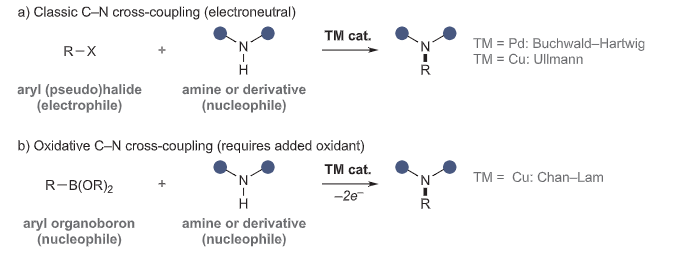 a) Classic C–N cross-coupling (electroneutral)
R–X + N H TM cat. N R TM = Pd: Buchwald–Hartwig
TM = Cu: Ullmann
aryl (pseudo)halide amine or derivative
(electrophile) (nucleophile)
b) Oxidative C–N cross-coupling (requires added oxidant)
R–B(OR)₂ + N H TM cat. –2e⁻ N R TM = Cu: Chan–Lam
aryl organoboron amine or derivative
(nucleophile) (nucleophile)